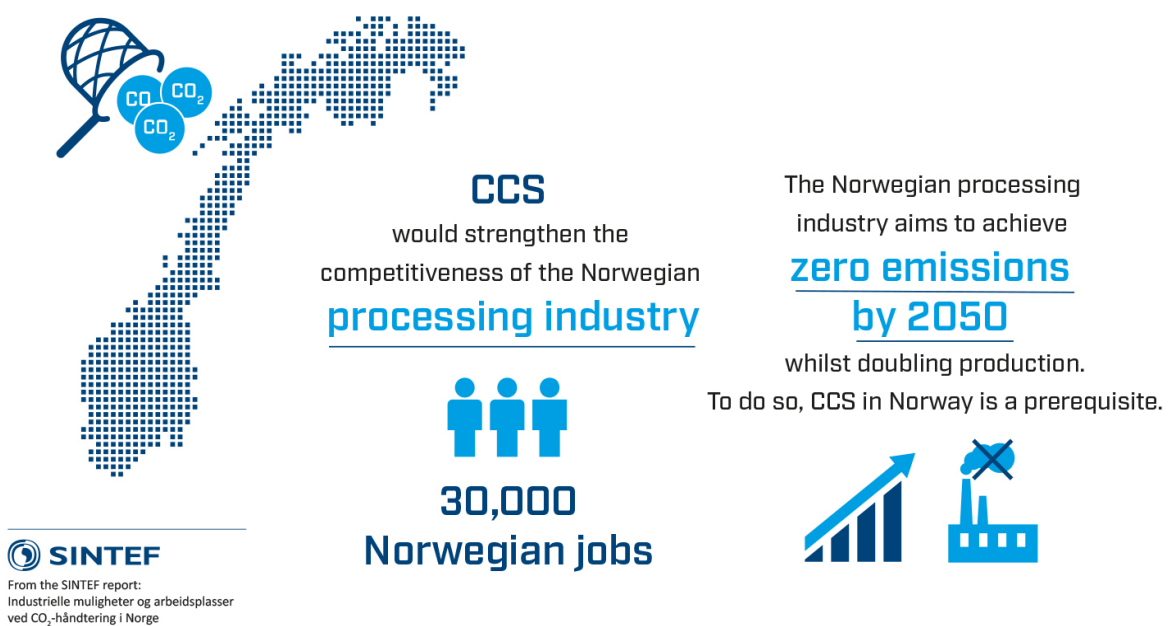 CO
CO₂
CO₂
CCS
would strengthen the
competitiveness of the Norwegian
processing industry
30,000
Norwegian jobs
The Norwegian processing
industry aims to achieve
zero emissions
by 2050
whilst doubling production.
To do so, CCS in Norway is a prerequisite.
SINTEF
From the SINTEF report:
Industrielle muligheter og arbeidsplasser
ved CO₂-håndtering i Norge